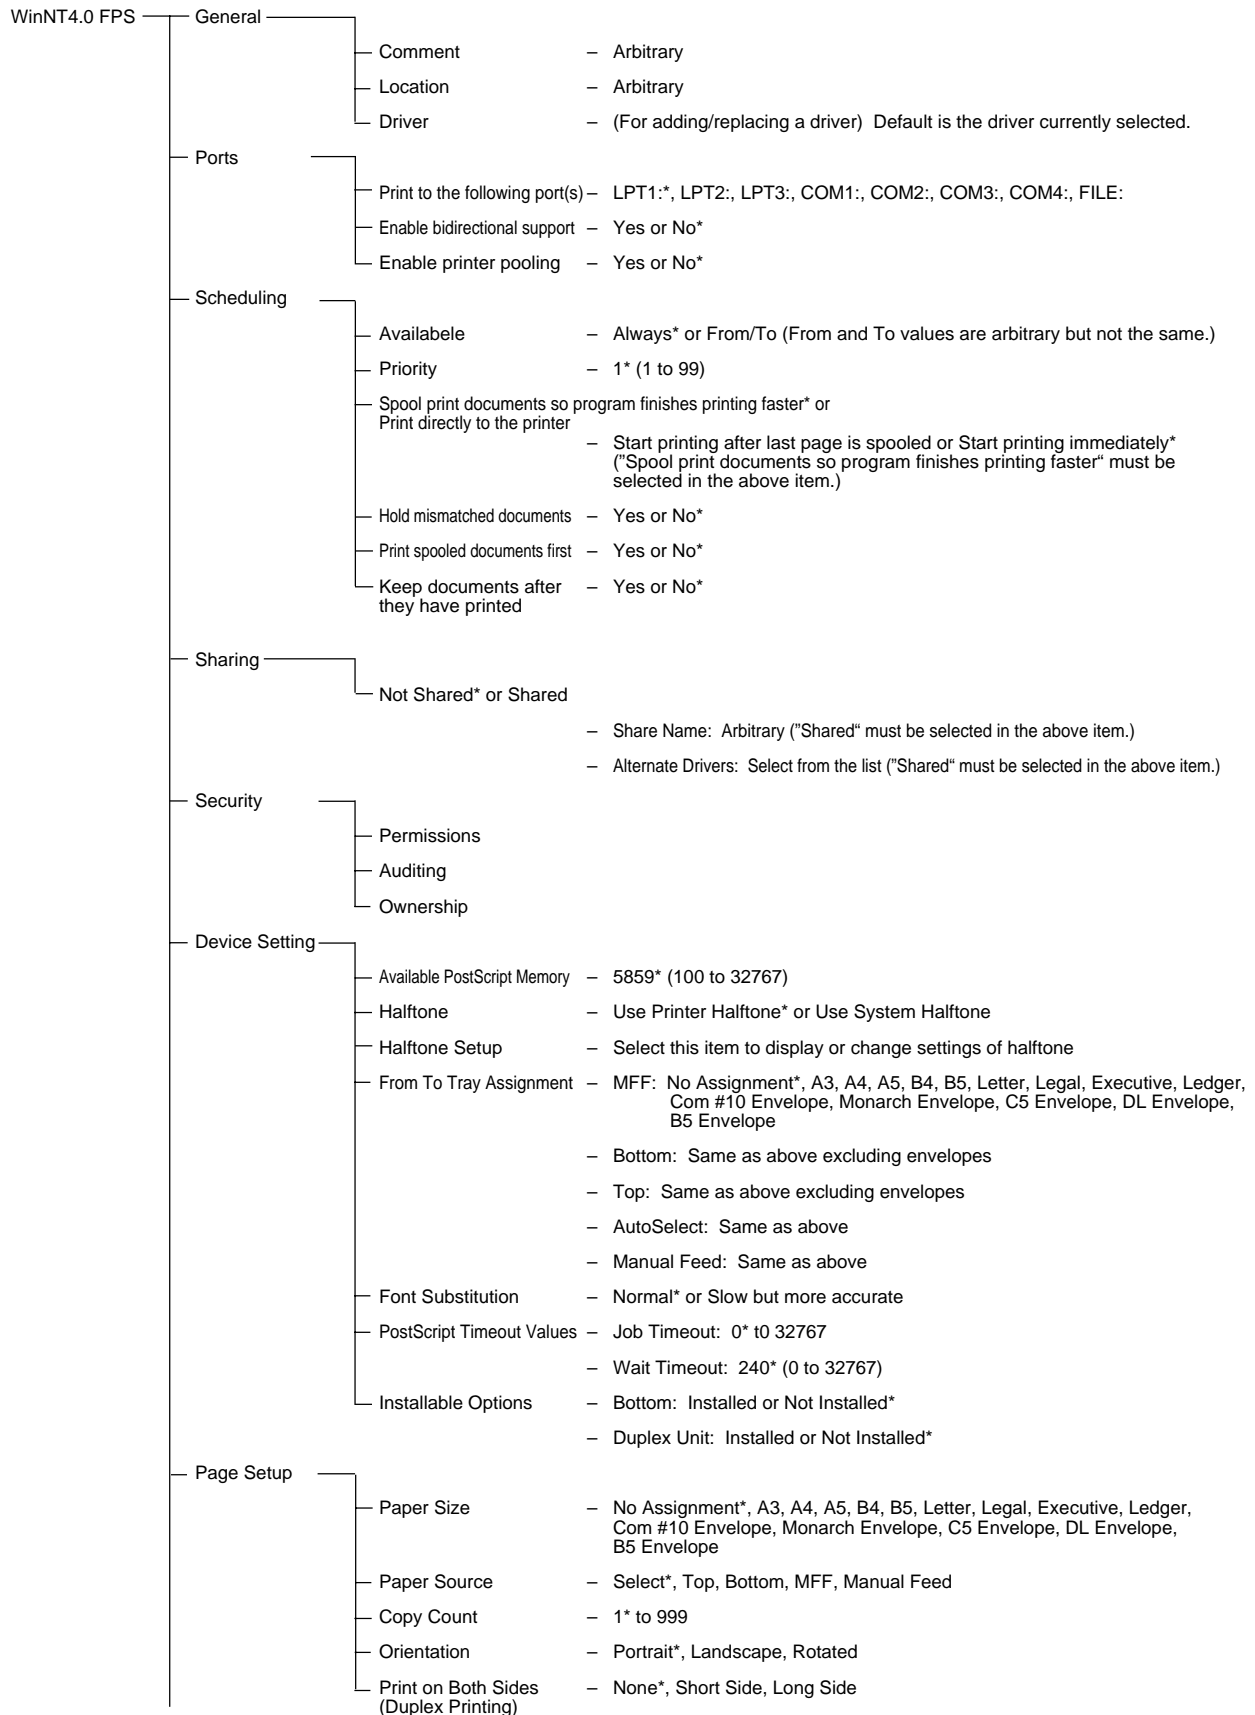 WinNT4.0 FPS General
Comment – Arbitrary
Location – Arbitrary
Driver – (For adding/replacing a driver) Default is the driver currently selected.
Ports
Print to the following port(s) – LPT1:*, LPT2:, LPT3:, COM1:, COM2:, COM3:, COM4:, FILE:
Enable bidirectional support – Yes or No*
Enable printer pooling – Yes or No*
Scheduling
Availabele – Always* or From/To (From and To values are arbitrary but not the same.)
Priority – 1* (1 to 99)
Spool print documents so program finishes printing faster* or
Print directly to the printer
– Start printing after last page is spooled or Start printing immediately*
(”Spool print documents so program finishes printing faster“ must be
selected in the above item.)
Hold mismatched documents – Yes or No*
Print spooled documents first – Yes or No*
Keep documents after – Yes or No*
they have printed
Sharing
Not Shared* or Shared
– Share Name: Arbitrary (”Shared“ must be selected in the above item.)
– Alternate Drivers: Select from the list (”Shared“ must be selected in the above item.)
Security
Permissions
Auditing
Ownership
Device Setting
Available PostScript Memory – 5859* (100 to 32767)
Halftone – Use Printer Halftone* or Use System Halftone
Halftone Setup – Select this item to display or change settings of halftone
From To Tray Assignment – MFF: No Assignment*, A3, A4, A5, B4, B5, Letter, Legal, Executive, Ledger,
Com #10 Envelope, Monarch Envelope, C5 Envelope, DL Envelope,
B5 Envelope
– Bottom: Same as above excluding envelopes
– Top: Same as above excluding envelopes
– AutoSelect: Same as above
– Manual Feed: Same as above
Font Substitution – Normal* or Slow but more accurate
PostScript Timeout Values – Job Timeout: 0* t0 32767
– Wait Timeout: 240* (0 to 32767)
Installable Options – Bottom: Installed or Not Installed*
– Duplex Unit: Installed or Not Installed*
Page Setup
Paper Size – No Assignment*, A3, A4, A5, B4, B5, Letter, Legal, Executive, Ledger,
Com #10 Envelope, Monarch Envelope, C5 Envelope, DL Envelope,
B5 Envelope
Paper Source – Select*, Top, Bottom, MFF, Manual Feed
Copy Count – 1* to 999
Orientation – Portrait*, Landscape, Rotated
Print on Both Sides – None*, Short Side, Long Side
(Duplex Printing)